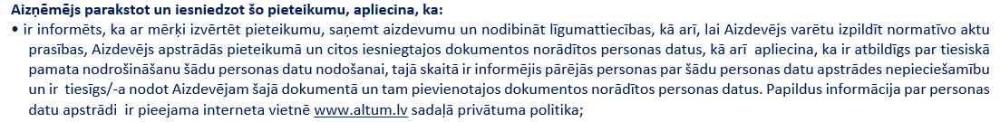 Aizņēmējs parakstot un iesniedzot šo pieteikumu, apliecina, ka:
• ir informēts, ka ar mērķi izvērtēt pieteikumu, saņemt aizdevumu un nodibināt līgumattiecības, kā arī, lai Aizdevējs varētu izpildīt normatīvo aktu
prasības, Aizdevējs apstrādās pieteikumā un citos iesniegtajos dokumentos norādītos personas datus, kā arī apliecina, ka ir atbildīgs par tiesiskā
pamata nodrošināšanu šādu personas datu nodošanai, tajā skaitā ir informējis pārējās personas par šādu personas datu apstrādes nepieciešamību
un ir tiesīgs/-a nodot Aizdevējam šajā dokumentā un tam pievienotajos dokumentos norādītos personas datus. Papildus informācija par personas
datu apstrādi ir pieejama interneta vietnē www.altum.lv sadaļā privātuma politika;